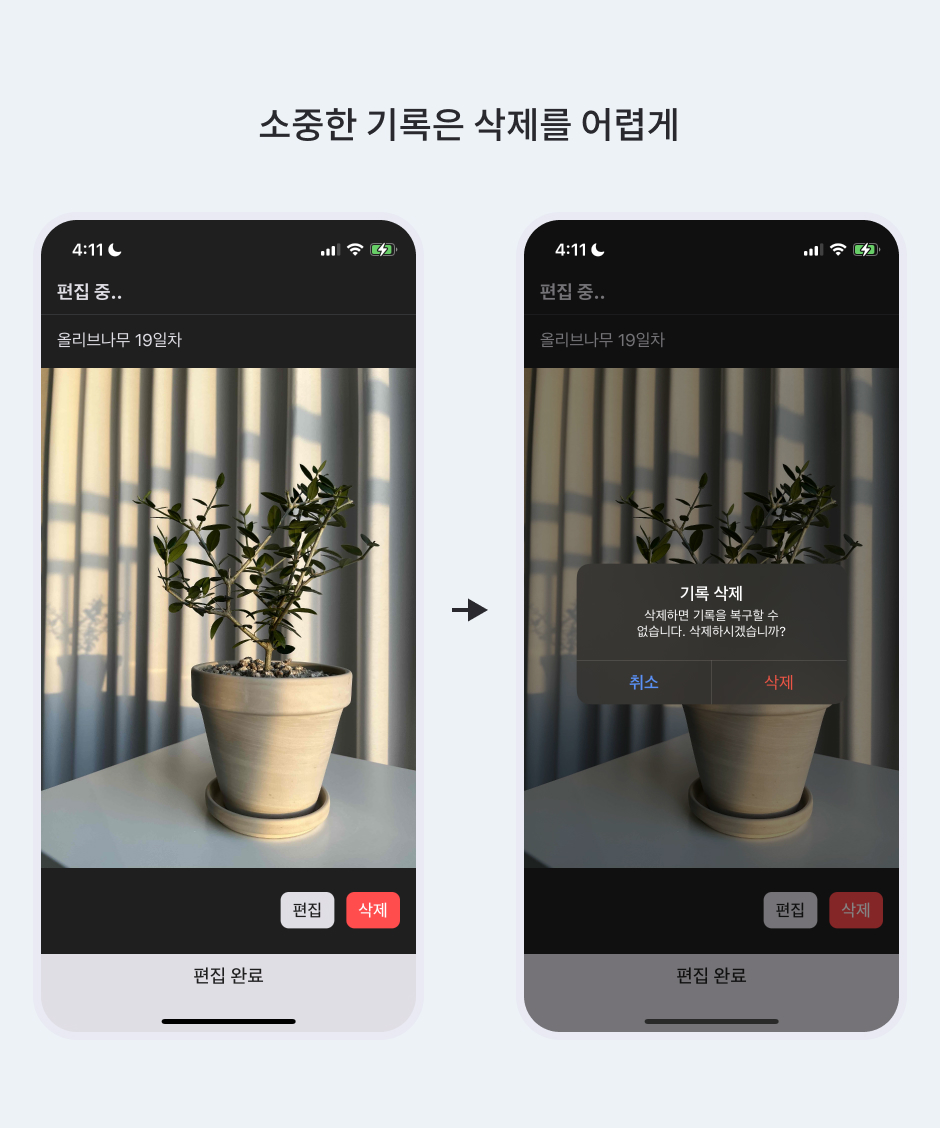 소중한 기록은 삭제를 어렵게
4:11
편집 중..
올리브나무 19일차
편집
삭제
편집 완료
4:11
편집 중..
올리브나무 19일차
기록 삭제
삭제하면 기록을 복구할 수
없습니다. 삭제하시겠습니까?
취소
삭제
편집
삭제
편집 완료